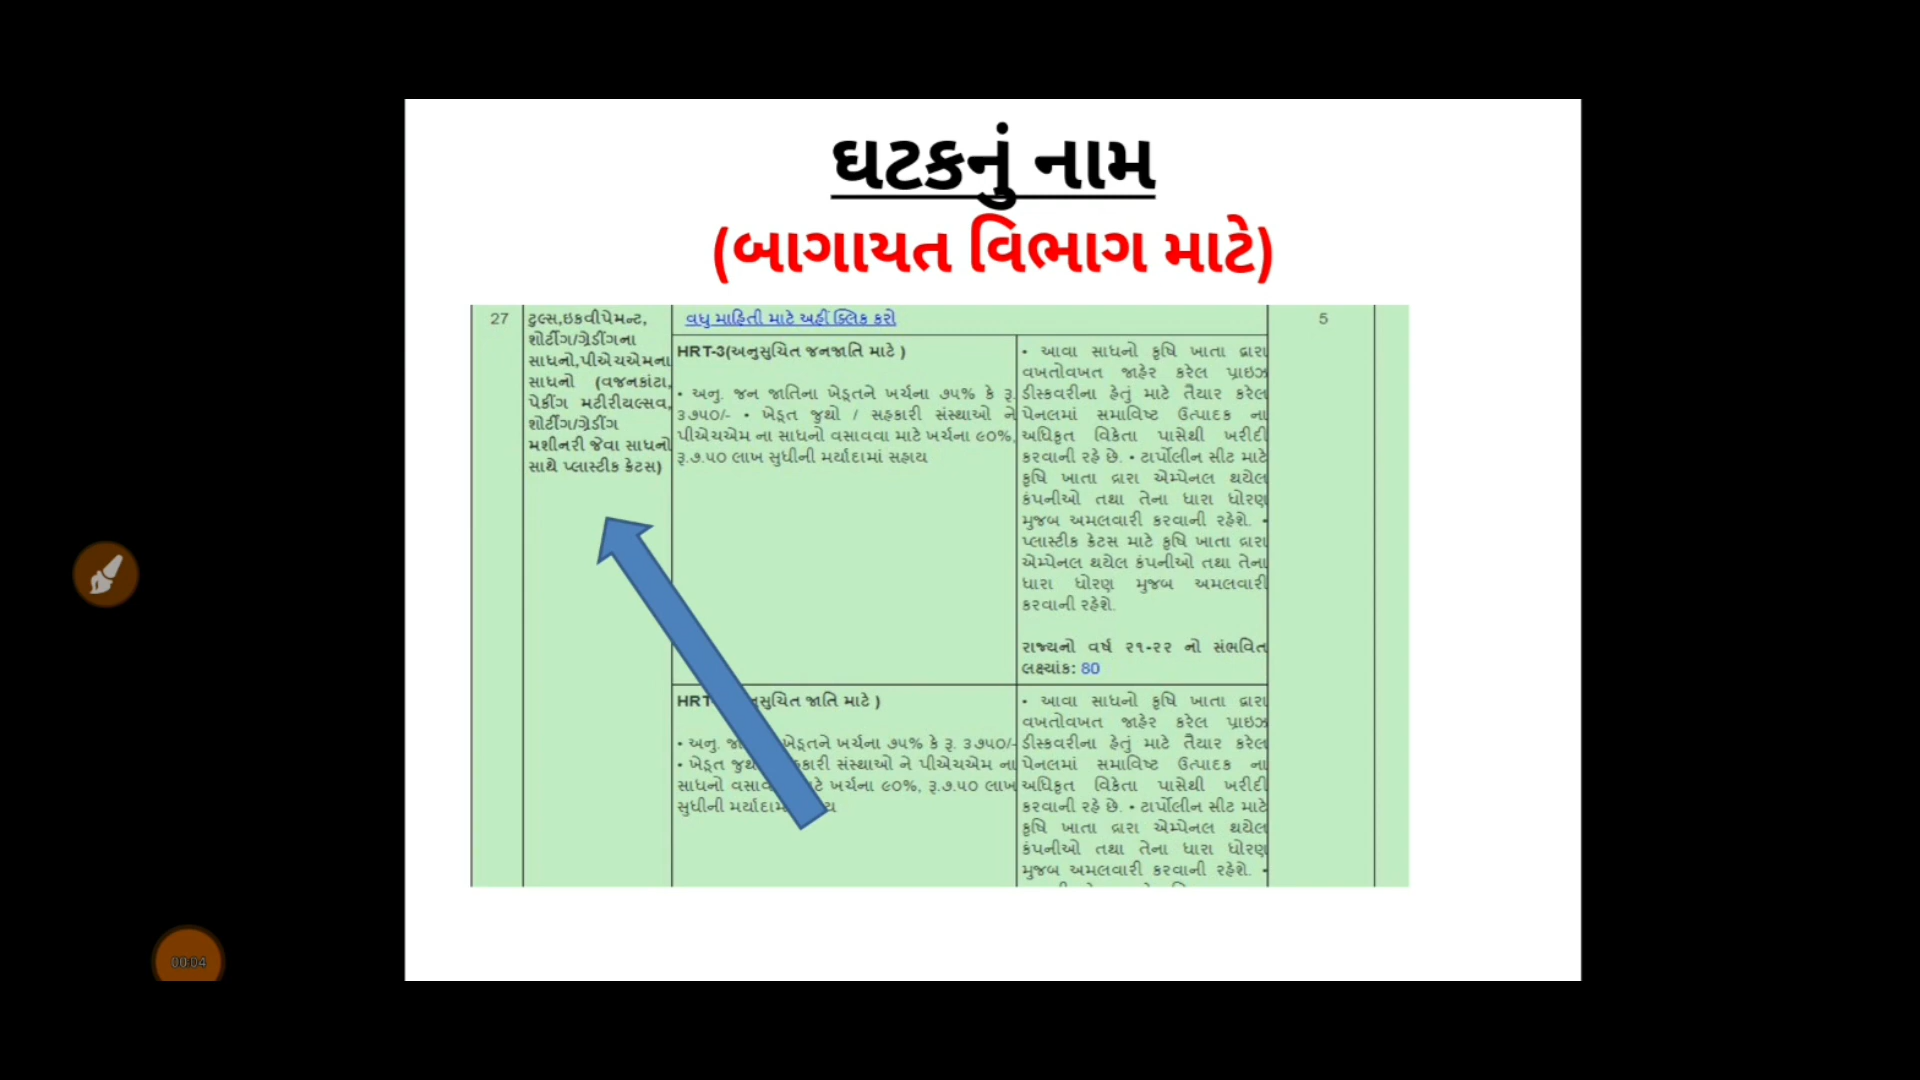 ઘટકનું નામ
(બાગાયત વિભાગ માટે)
27
ટુલ્સ,ઇકવીપેમન્ટ,
શોર્ટીંગ/ગ્રેડીંગના
સાધનો,પીએચએમના
સાધનો (વજનકાંટા,
પેકીંગ મટીરીયલ્સવ,
શોર્ટીંગ/ગ્રેડીંગ
મશીનરી જેવા સાધનો
સાથે પ્લાસ્ટીક કેટસ)
વધુ માહિતી માટે અહીં ક્લિક કરો
5
HRT-3(અનુસુચિત જનજાતિ માટે )
• અનુ. જન જાતિના ખેડૂતને ખર્ચના ૭૫% કે રૂ.
૩૭૫૦/- • ખેડૂત જુથો / સહકારી સંસ્થાઓ ને
પીએચએમ ના સાધનો વસાવવા માટે ખર્ચના ૯૦%,
રૂ.૭.૫૦ લાખ સુધીની મર્યાદામાં સહાય
• આવા સાધનો કૃષિ ખાતા દ્રારા
વખતોવખત જાહેર કરેલ પ્રાઇઝ
ડીસ્કવરીના હેતું માટે તૈયાર કરેલ
પેનલમાં સમાવિષ્ટ ઉત્પાદક ના
અધિકૃત વિકેતા પાસેથી ખરીદી
કરવાની રહે છે. • ટાર્પોલીન સીટ માટે
કૃષિ ખાતા દ્રારા એમ્પેનલ થયેલ
કંપનીઓ તથા તેના ધારા ધોરણ
મુજબ અમલવારી કરવાની રહેશે. •
પ્લાસ્ટીક કેટસ માટે કૃષિ ખાતા દ્રારા
એમ્પેનલ થયેલ કંપનીઓ તથા તેના
ધારા ધોરણ મુજબ અમલવારી
કરવાની રહેશે.
રાજ્યનો વર્ષ ૨૧-૨૨ નો સંભવિત
લક્ષ્યાંક: 80
HRT જાતિ માટે )
• અનુ. ખેડૂતને ખર્ચના ૭૫% કે રૂ. ૩૭૫૦/-
• ખેડૂત સંસ્થાઓ ને પીએચએમ ના
સાધનો ખર્ચના ૯૦%, રૂ.૭.૫૦ લાખ
સુધીની
• આવા સાધનો કૃષિ ખાતા દ્રારા
વખતોવખત જાહેર કરેલ પ્રાઇઝ
ડીસ્કવરીના હેતું માટે તૈયાર કરેલ
પેનલમાં સમાવિષ્ટ ઉત્પાદક ના
અધિકૃત વિકેતા પાસેથી ખરીદી
કરવાની રહે છે. • ટાર્પોલીન સીટ માટે
કૃષિ ખાતા દ્રારા એમ્પેનલ થયેલ
કંપનીઓ તથા તેના ધારા ધોરણ
મુજબ અમલવારી કરવાની રહેશે. •
00:04